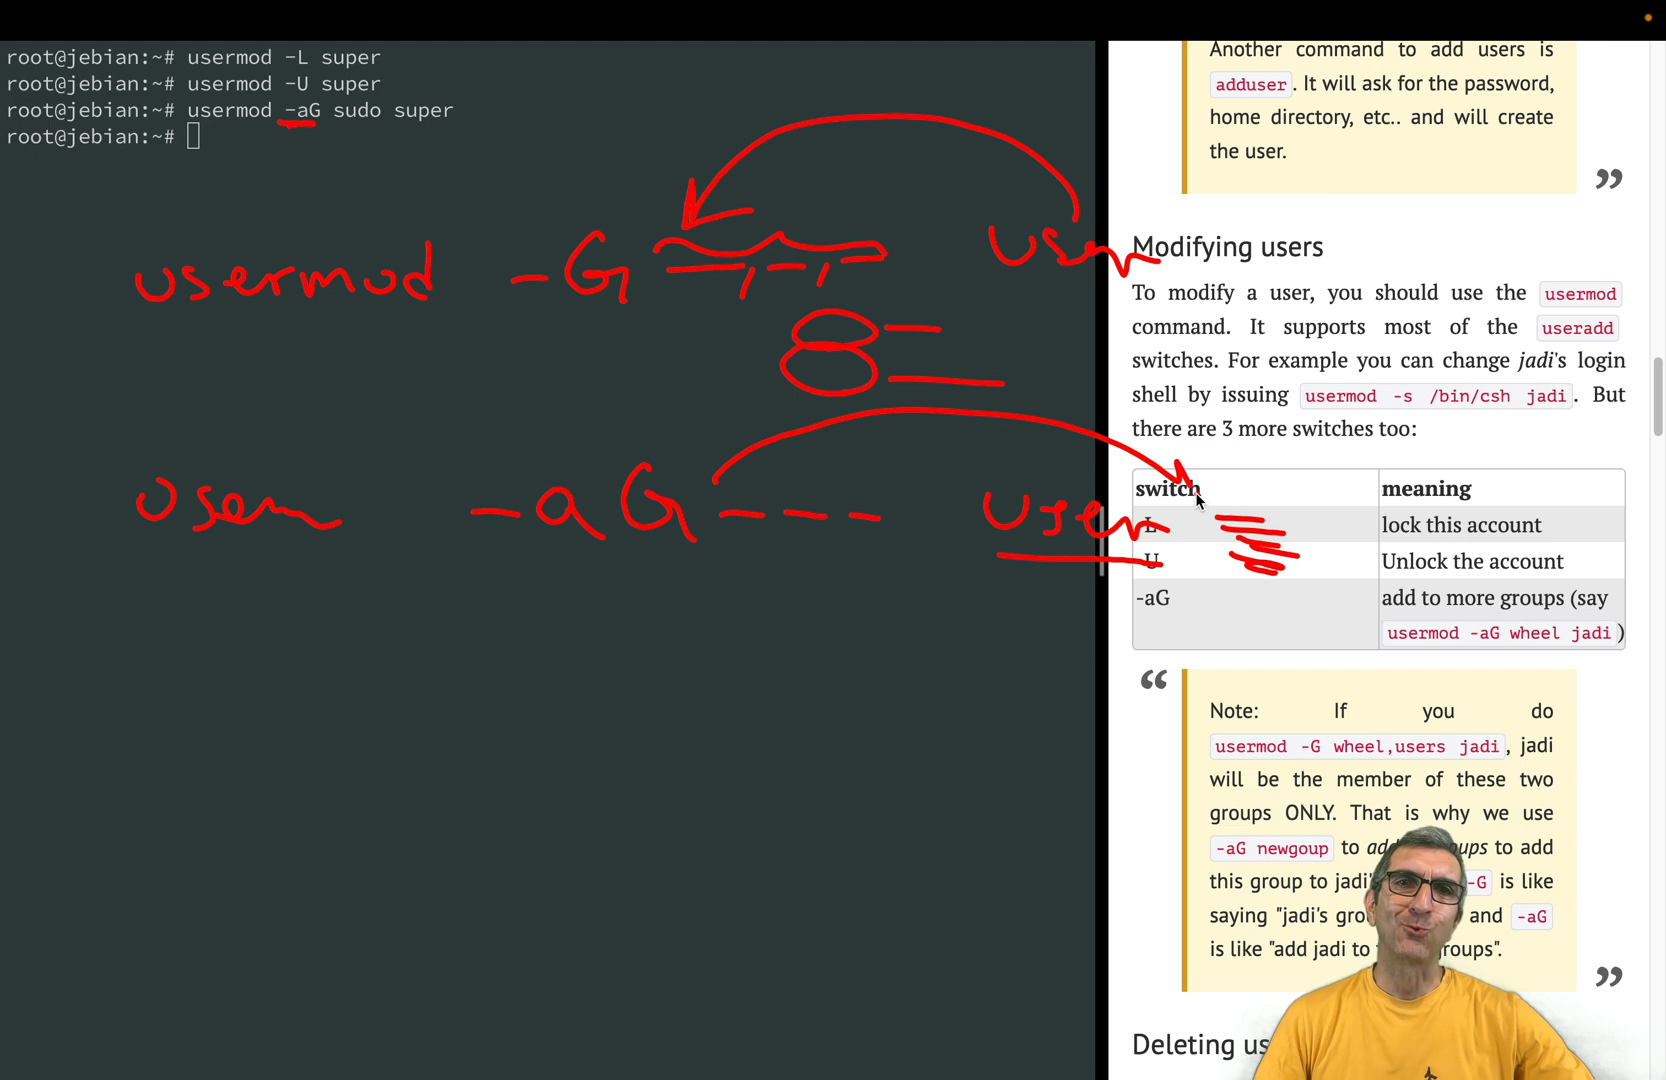 root@jebian:~# usermod -L super
root@jebian:~# usermod -U super
root@jebian:~# usermod -aG sudo super
root@jebian:~#
usermod -G user
8
user -aG ---- user
Another command to add users is
adduser. It will ask for the password,
home directory, etc.. and will create
the user.
”
Modifying users
To modify a user, you should use the usermod
command. It supports most of the useradd
switches. For example you can change jadi's login
shell by issuing usermod -s /bin/csh jadi. But
there are 3 more switches too:
switch meaning
L lock this account
U Unlock the account
-aG add to more groups (say
usermod -aG wheel jadi)
“
Note: If you do
usermod -G wheel,users jadi, jadi
will be the member of these two
groups ONLY. That is why we use
-aG newgoup to to add
this group to -G is like
saying "jadi's and -aG
is like "add jadi to
”
Deleting